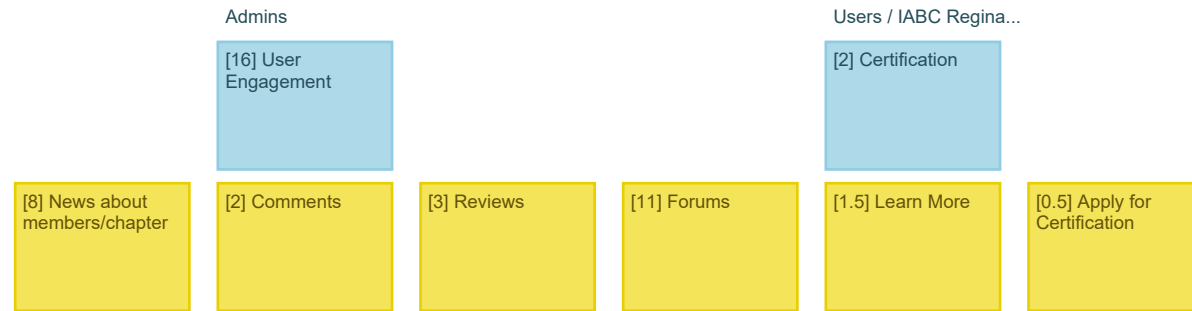 Admins
Users / IABC Regina...
[16] User
Engagement
[2] Certification
[8] News about
members/chapter
[2] Comments
[3] Reviews
[11] Forums
[1.5] Learn More
[0.5] Apply for
Certification